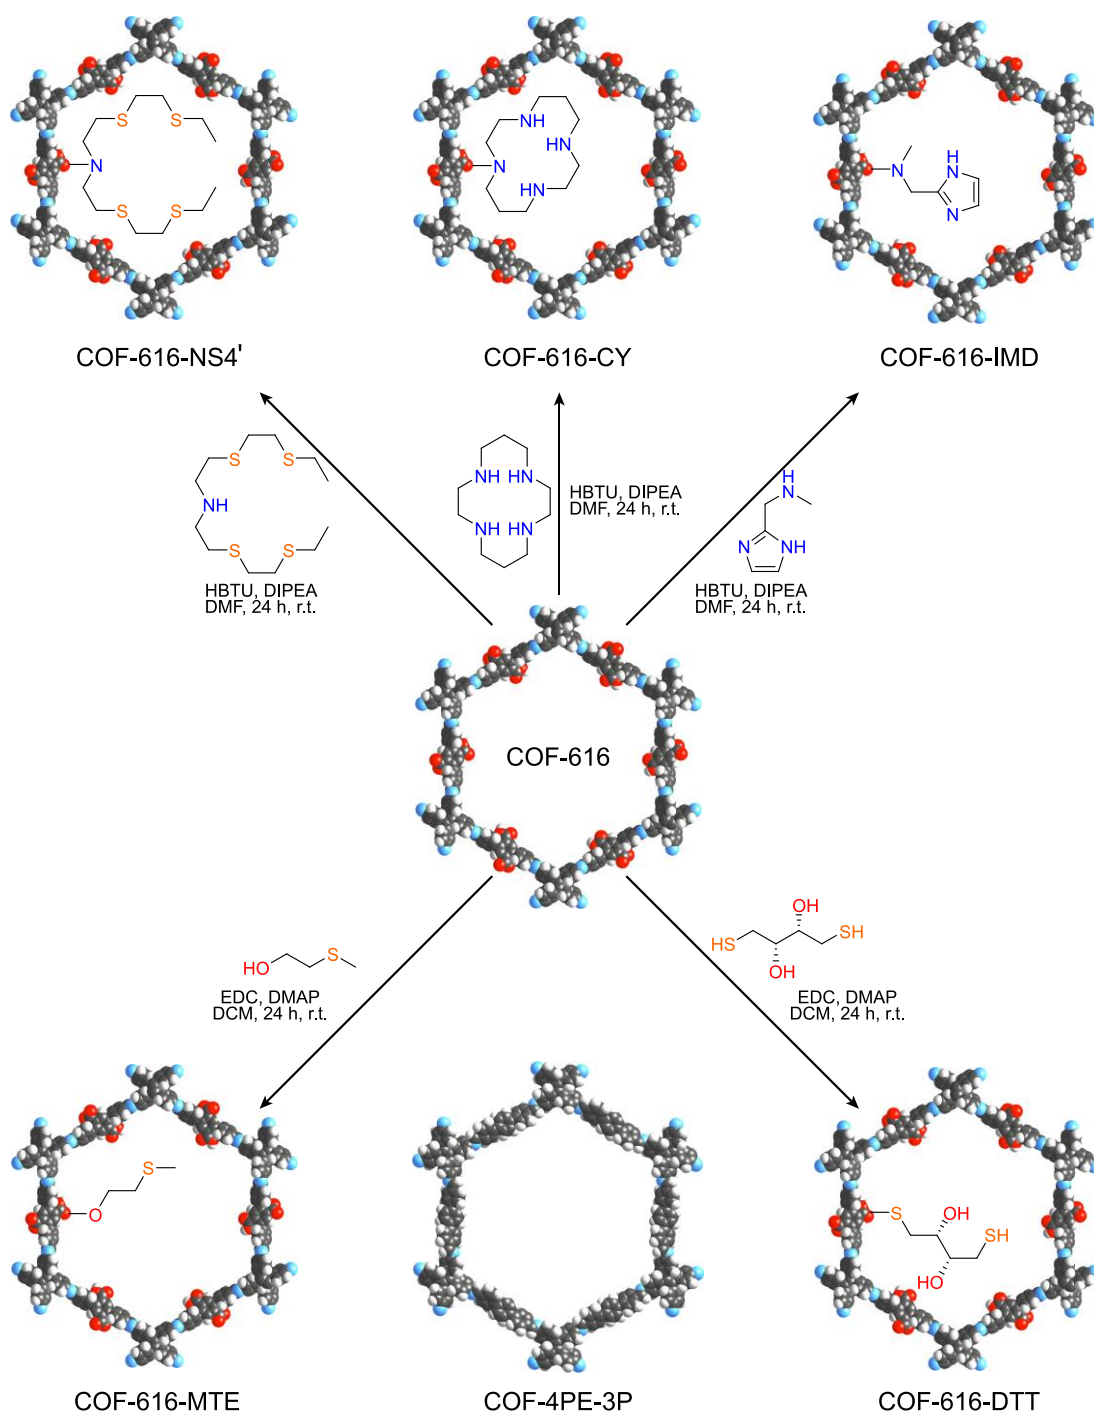 S S
N
S S
NH
NH
N
NH
H
N
N
N
COF-616-NS4'
COF-616-CY
COF-616-IMD
S S
NH
S S
HBTU, DIPEA
DMF, 24 h, r.t.
NH HN
NH HN
HBTU, DIPEA
DMF, 24 h, r.t.
H
N
N NH
HBTU, DIPEA
DMF, 24 h, r.t.
COF-616
HO S
EDC, DMAP
DCM, 24 h, r.t.
OH
HS SH
OH
EDC, DMAP
DCM, 24 h, r.t.
S
O
S OH
SH
HO
COF-616-MTE
COF-4PE-3P
COF-616-DTT